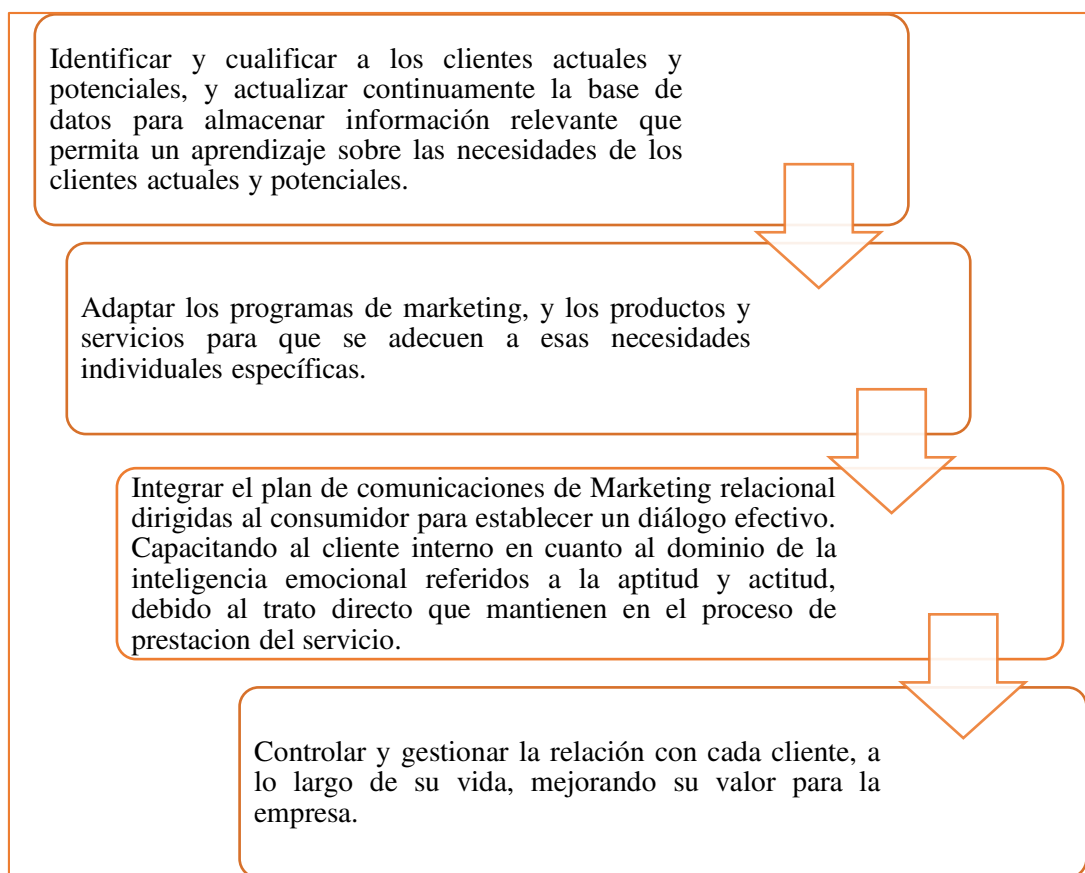 Identificar y cualificar a los clientes actuales y
potenciales, y actualizar continuamente la base de
datos para almacenar información relevante que
permita un aprendizaje sobre las necesidades de los
clientes actuales y potenciales.
Adaptar los programas de marketing, y los productos y
servicios para que se adecuen a esas necesidades
individuales específicas.
Integrar el plan de comunicaciones de Marketing relacional
dirigidas al consumidor para establecer un diálogo efectivo.
Capacitando al cliente interno en cuanto al dominio de la
inteligencia emocional referidos a la aptitud y actitud,
debido al trato directo que mantienen en el proceso de
prestacion del servicio.
Controlar y gestionar la relación con cada cliente, a
lo largo de su vida, mejorando su valor para la
empresa.